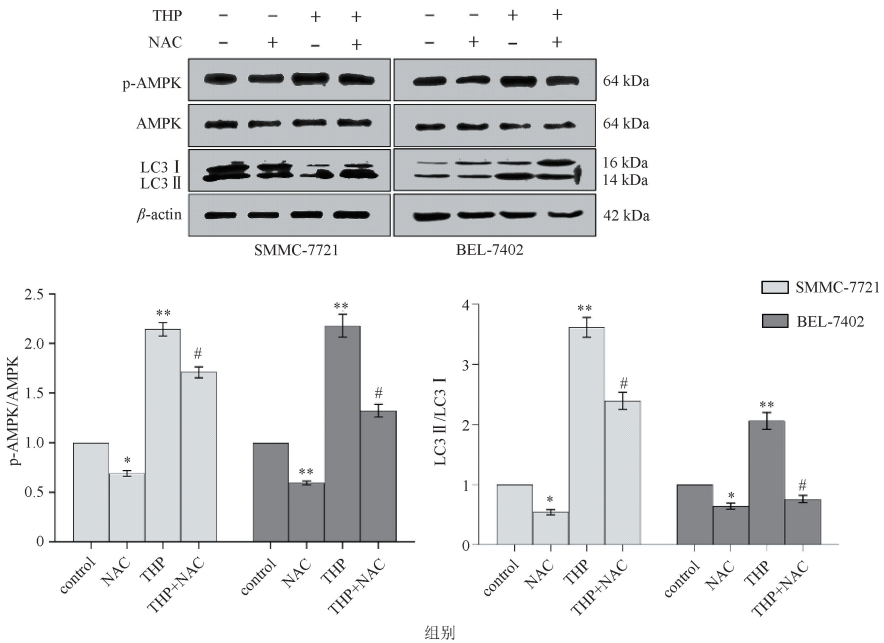 THP − − + + − − + +
NAC − + − + − + − +
p-AMPK 64 kDa
AMPK 64 kDa
LC3 Ⅰ 16 kDa
LC3 Ⅱ 14 kDa
β-actin 42 kDa
SMMC-7721 BEL-7402
SMMC-7721
BEL-7402
p-AMPK/AMPK
2.5
2.0
1.5
1.0
0.5
0
* ** # ** ** #
control NAC THP THP+NAC control NAC THP THP+NAC
LC3 Ⅱ/LC3 Ⅰ
4
3
2
1
0
* ** # * ** #
control NAC THP THP+NAC control NAC THP THP+NAC
组别